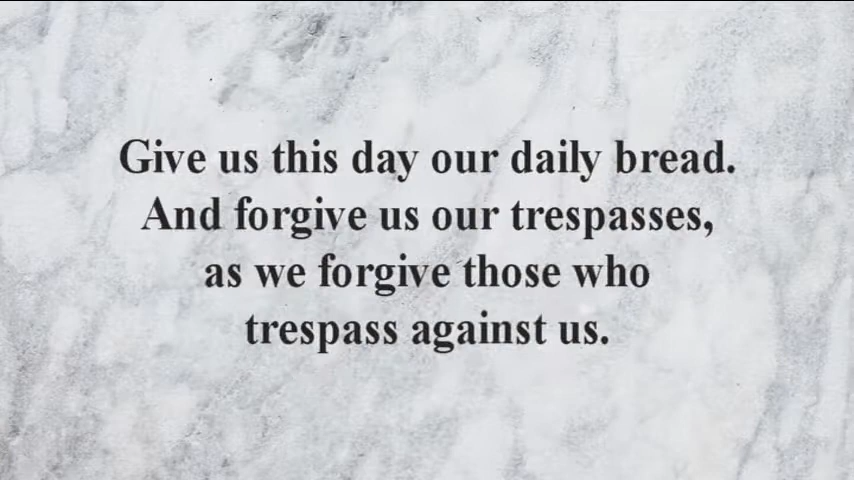 Give us this day our daily bread.
And forgive us our trespasses,
as we forgive those who
trespass against us.